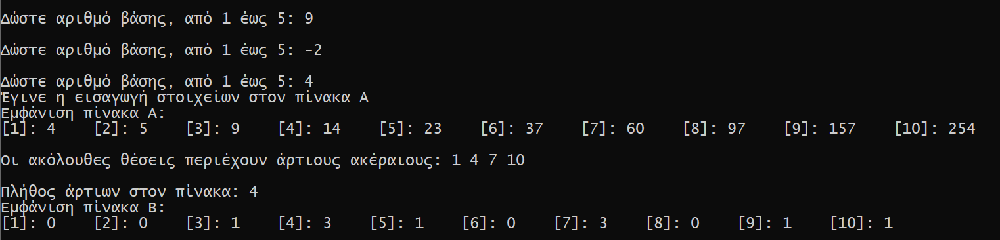 Δώστε αριθμό βάσης, από 1 έως 5: 9
Δώστε αριθμό βάσης, από 1 έως 5: -2
Δώστε αριθμό βάσης, από 1 έως 5: 4
Έγινε η εισαγωγή στοιχείων στον πίνακα Α
Εμφάνιση πίνακα Α:
[1]: 4 [2]: 5 [3]: 9 [4]: 14 [5]: 23 [6]: 37 [7]: 60 [8]: 97 [9]: 157 [10]: 254
Οι ακόλουθες θέσεις περιέχουν άρτιους ακέραιους: 1 4 7 10
Πλήθος άρτιων στον πίνακα: 4
Εμφάνιση πίνακα Β:
[1]: 0 [2]: 0 [3]: 1 [4]: 3 [5]: 1 [6]: 0 [7]: 3 [8]: 0 [9]: 1 [10]: 1